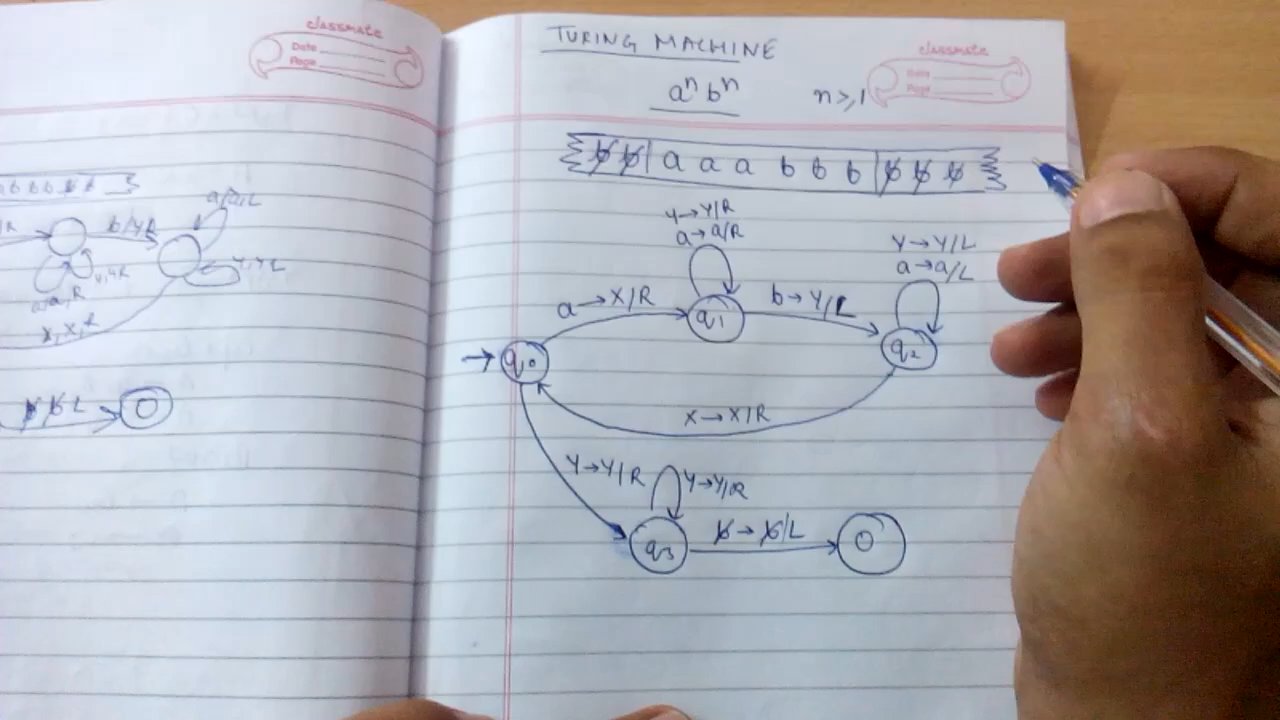 classmate
Date
Page
a/a,L
b/Y R
Y,Y R
a/a,R
X,X,R
TURING MACHINE
classmate
Date
Page
aⁿ bⁿ n≥1
ƀ ƀ a a a b b b ƀ ƀ ƀ
Y→Y/R
a→a/R
Y→Y/L
a→a/L
a→X/R
b→Y/L
q1
q2
q0
X→X/R
Y→Y/R
Y→Y/R
q3
ƀ→ƀ/L